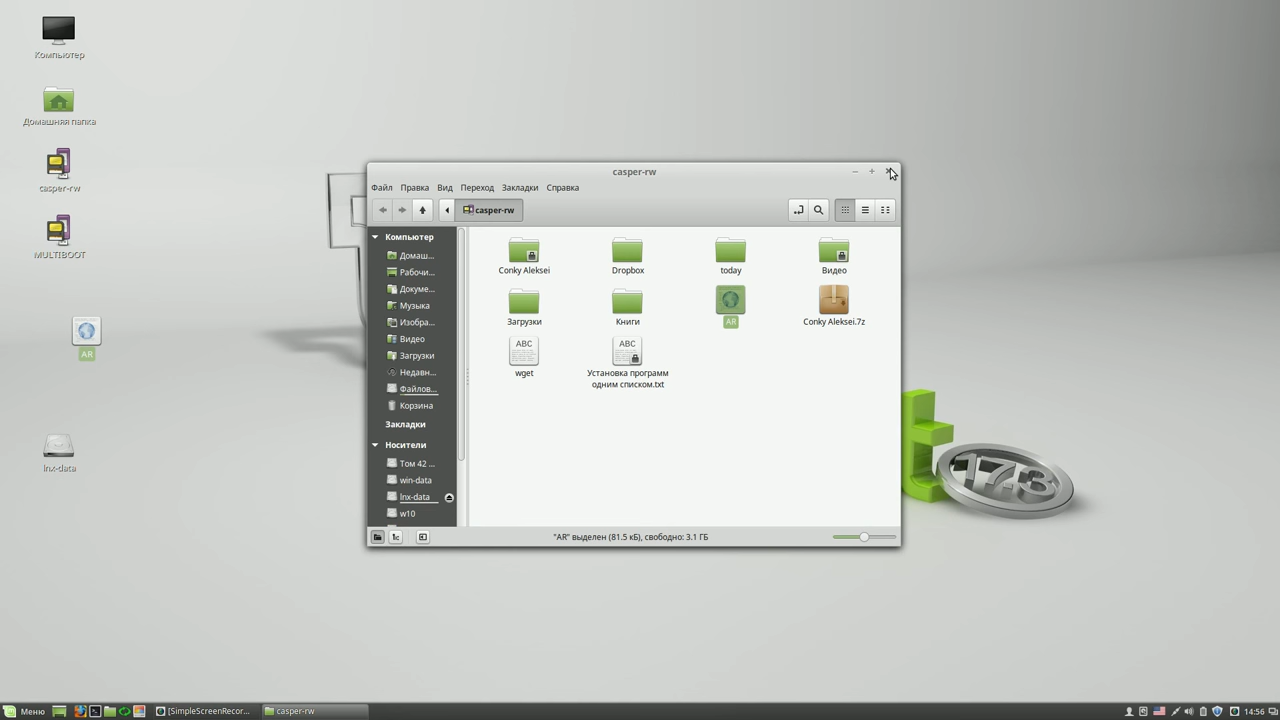 Компьютер
Домашняя папка
casper-rw
MULTIBOOT
AR
lnx-data
casper-rw
Файл Правка Вид Переход Закладки Справка
casper-rw
Компьютер
Домаш...
Рабочи...
Докуме...
Музыка
Изобра...
Видео
Загрузки
Недавн...
Файлов...
Корзина
Закладки
Носители
Том 42 ...
win-data
lnx-data
w10
Conky Aleksei Dropbox today Видео
Загрузки Книги AR Conky Aleksei.7z
ABC ABC
wget Установка программ
одним списком.txt
"AR" выделен (81.5 кБ), свободно: 3.1 ГБ
17.3
Меню [SimpleScreenRecor... casper-rw 14:56